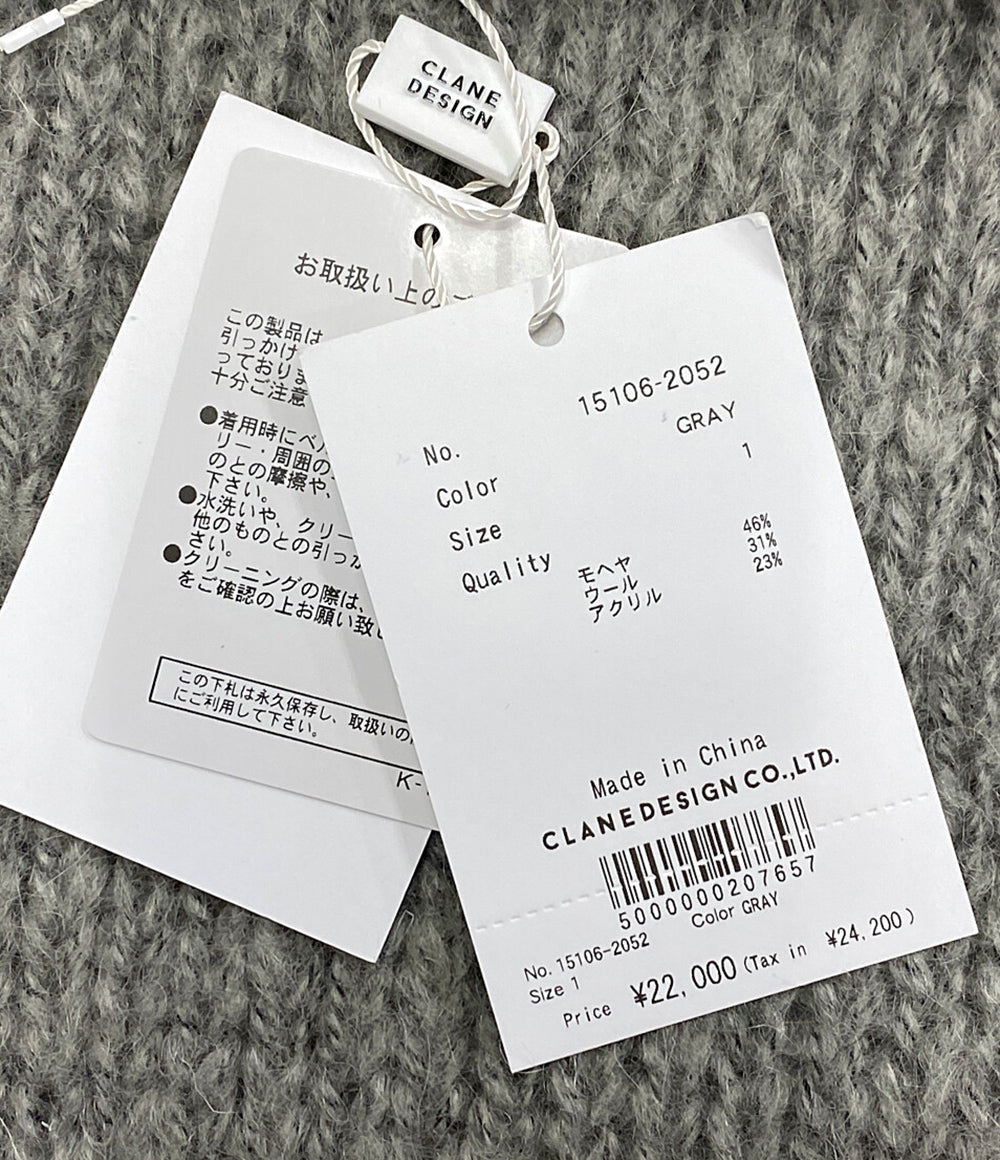 CLANE
DESIGN
お取扱い上の
この製品は
引っかけ
っており
十分ご注意
●着用時にベル
リー・周囲の
のとの摩擦や、
下さい。
●水洗いや、クリー
他のものとの引っか
さい。
●クリーニングの際は、
をご確認の上お願い致し
この下札は永久保存し、取扱いの
にご利用して下さい。
K-
No. 15106-2052
Color GRAY
Size 1
Quality モヘヤ 46%
ウール 31%
アクリル 23%
Made in China
CLANE DESIGN CO.,LTD.
5000000207657
No. 15106-2052 Color GRAY
Size 1
Price ¥22,000 (Tax in ¥24,200)